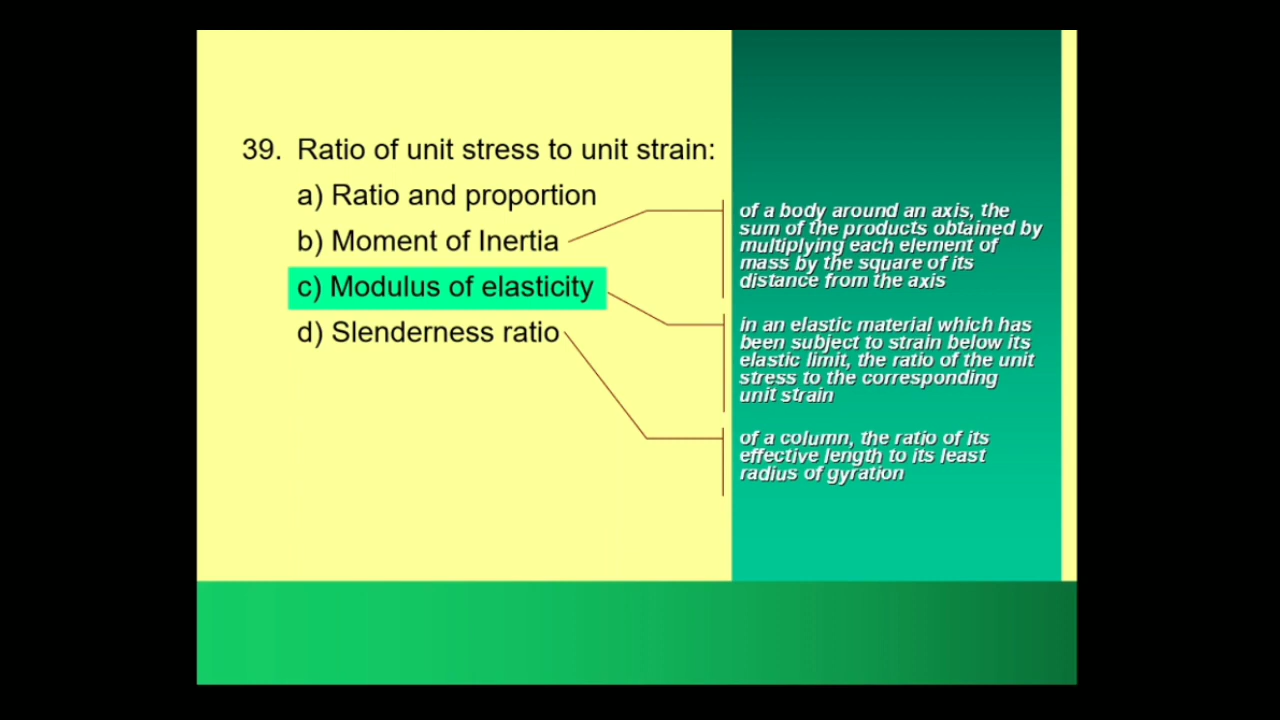 39. Ratio of unit stress to unit strain:
a) Ratio and proportion
b) Moment of Inertia
c) Modulus of elasticity
d) Slenderness ratio
of a body around an axis, the
sum of the products obtained by
multiplying each element of
mass by the square of its
distance from the axis
in an elastic material which has
been subject to strain below its
elastic limit, the ratio of the unit
stress to the corresponding
unit strain
of a column, the ratio of its
effective length to its least
radius of gyration